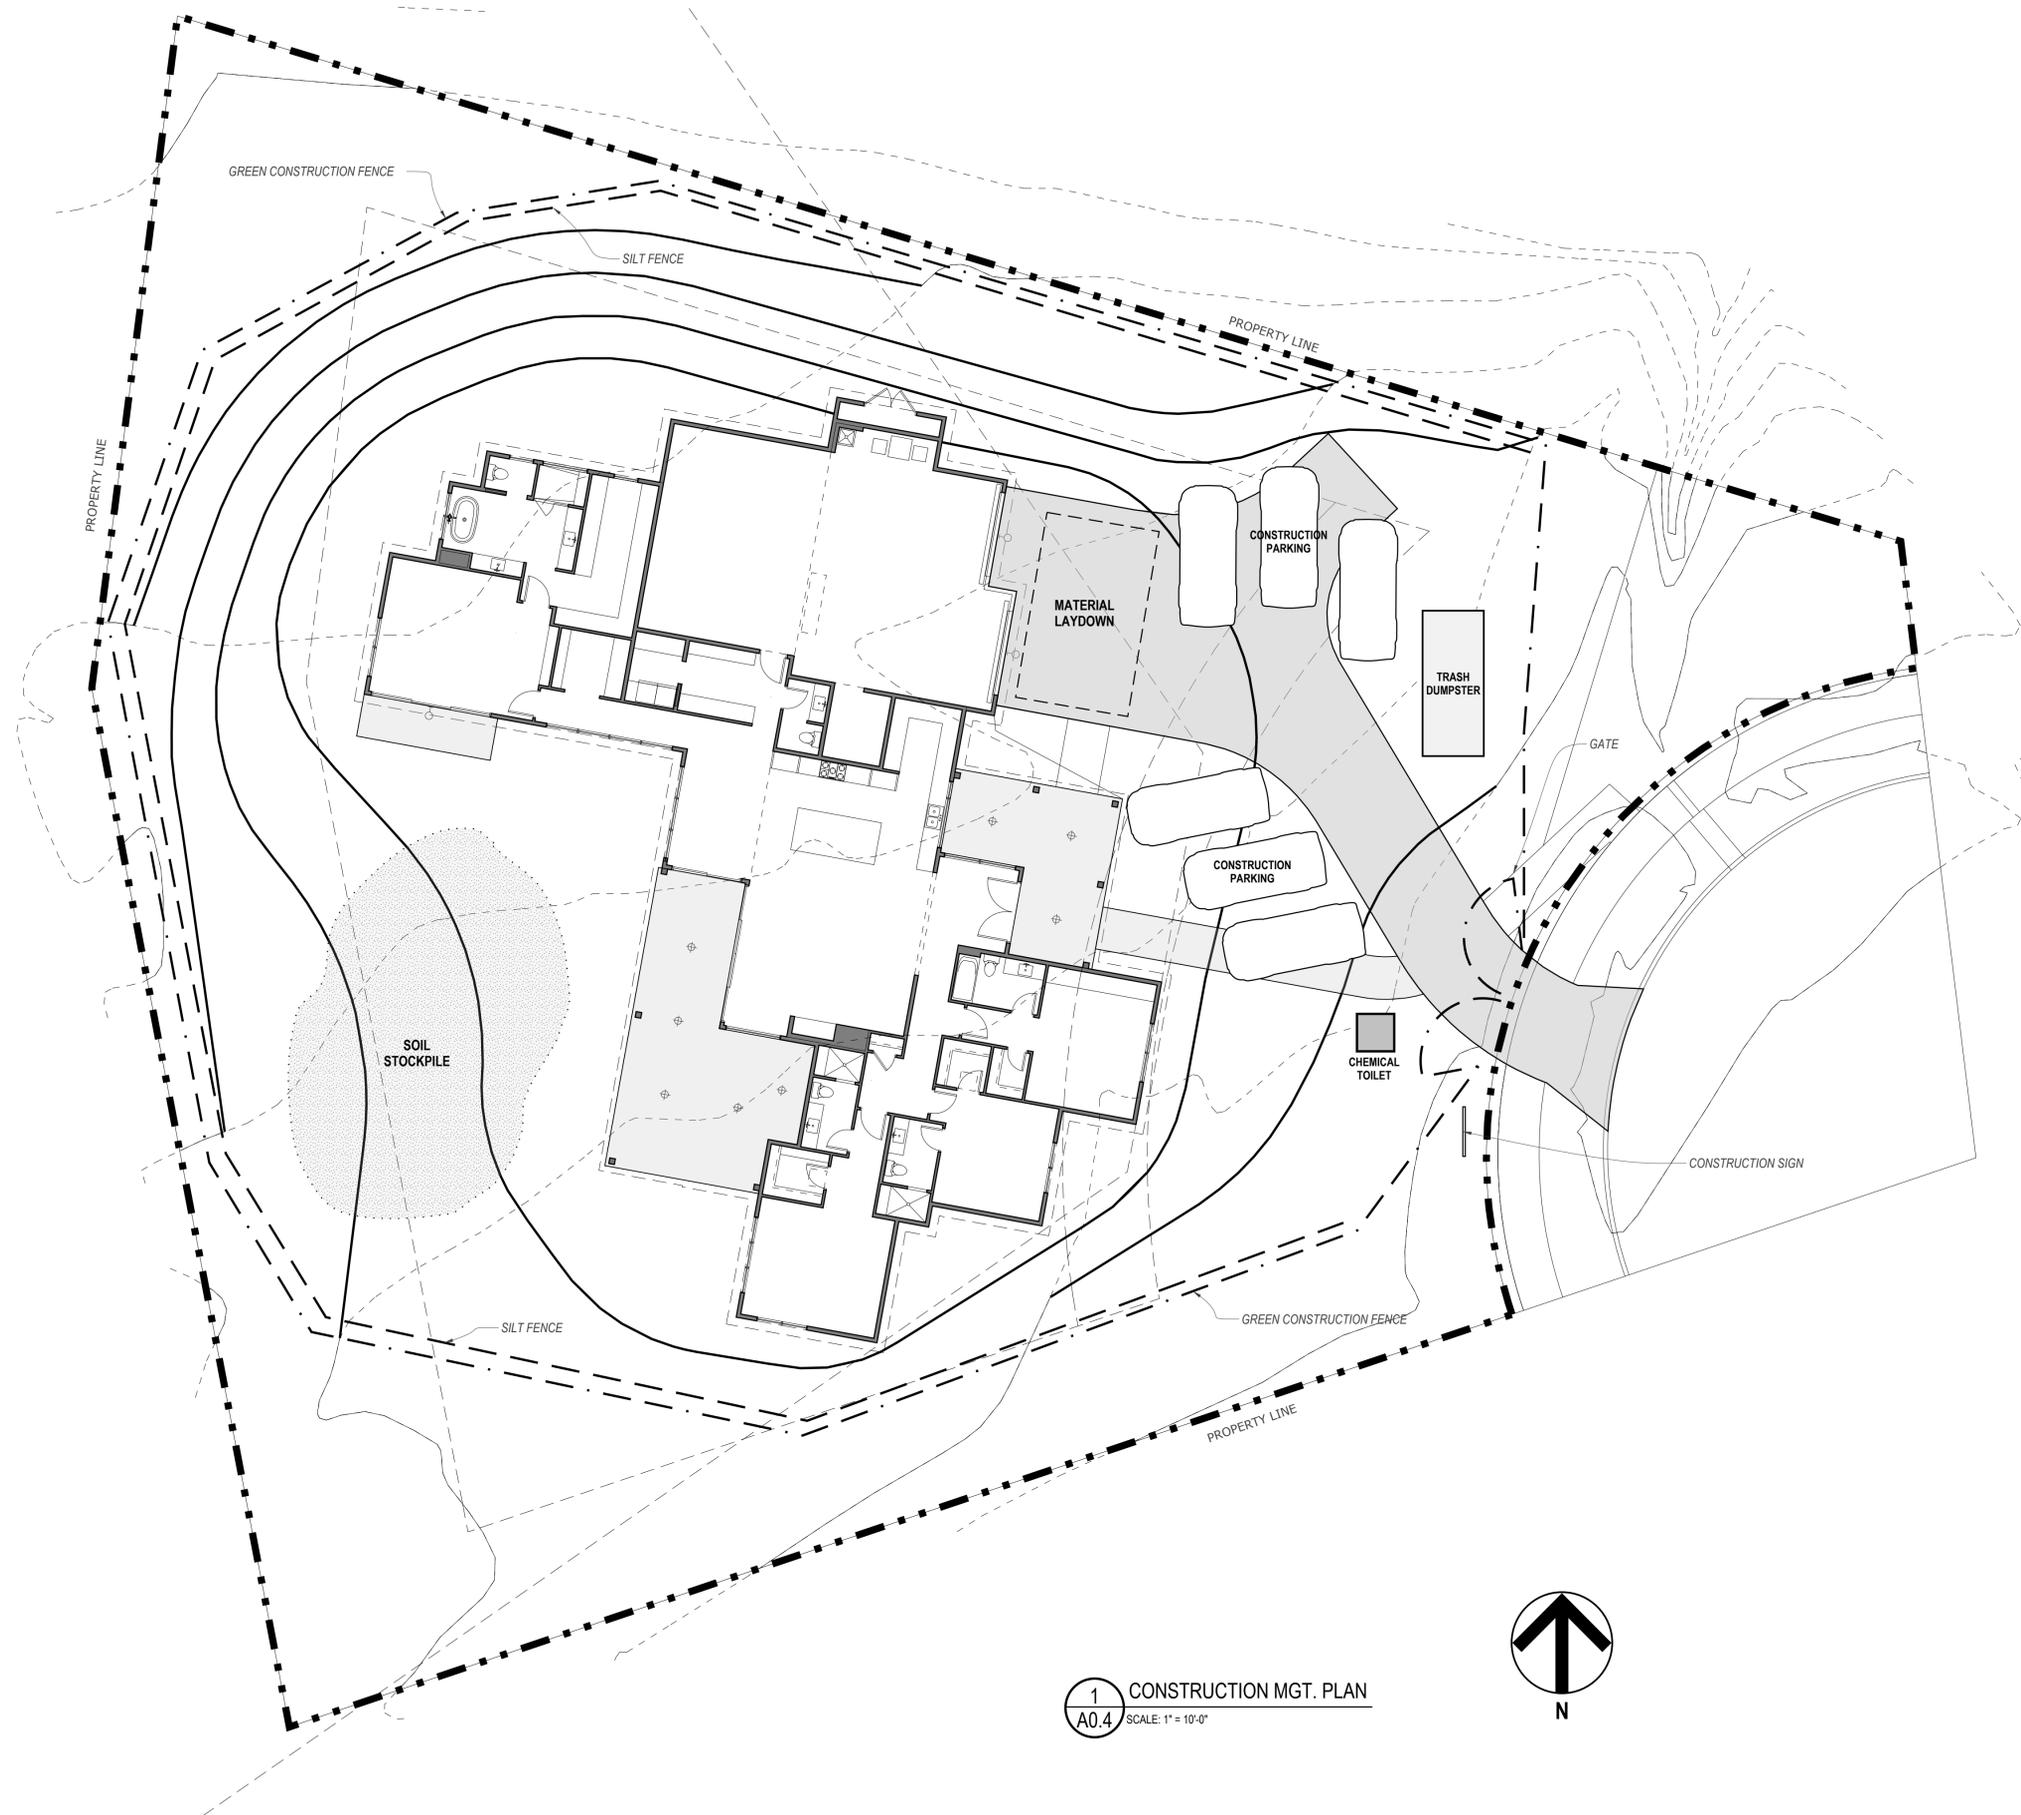 GREEN CONSTRUCTION FENCE
SILT FENCE
PROPERTY LINE
PROPERTY LINE
CONSTRUCTION
PARKING
MATERIAL
LAYDOWN
TRASH
DUMPSTER
GATE
CONSTRUCTION
PARKING
SOIL
STOCKPILE
CHEMICAL
TOILET
CONSTRUCTION SIGN
SILT FENCE
GREEN CONSTRUCTION FENCE
PROPERTY LINE
1
A0.4
CONSTRUCTION MGT. PLAN
SCALE: 1" = 10'-0"
N